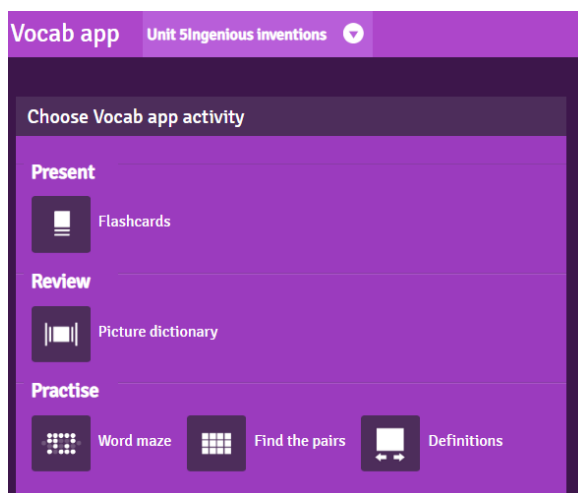 Vocab app Unit 5Ingenious inventions
Choose Vocab app activity
Present
Flashcards
Review
Picture dictionary
Practise
Word maze Find the pairs Definitions